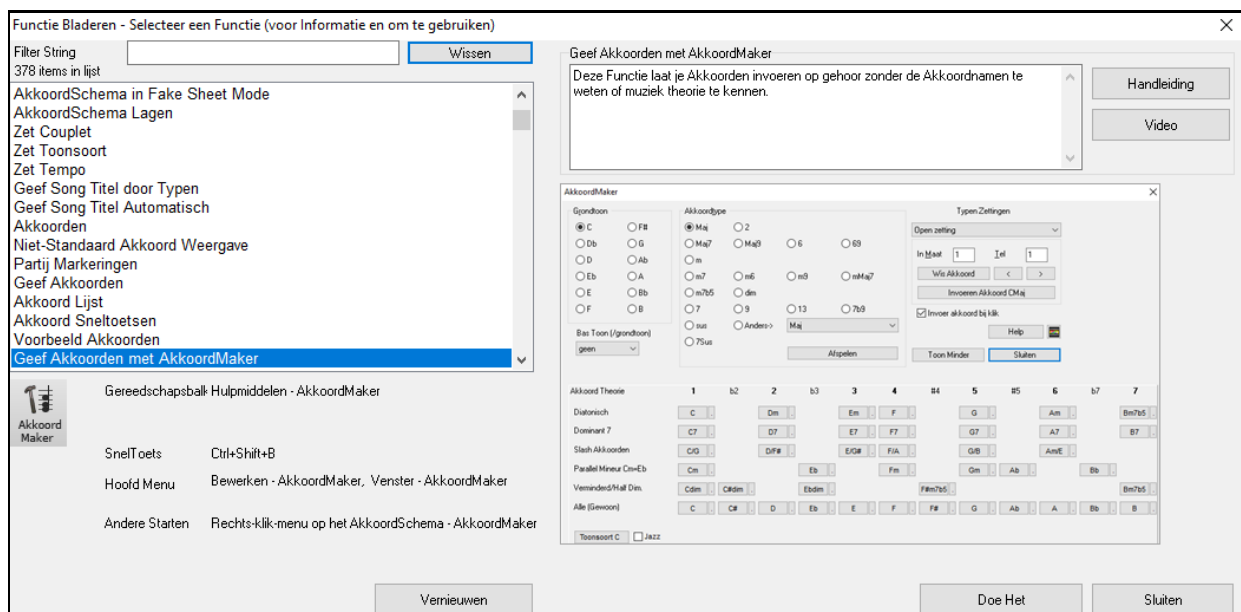 Functie Bladeren - Selecteer een Functie (voor Informatie en om te gebruiken)
Filter String
Wissen
378 items in lijst
AkkoordSchema in Fake Sheet Mode
AkkoordSchema Lagen
Zet Couplet
Zet Toonsoort
Zet Tempo
Geef Song Titel door Typen
Geef Song Titel Automatisch
Akkoorden
Niet-Standaard Akkoord Weergave
Partij Markeringen
Geef Akkoorden
Akkoord Lijst
Akkoord Sneltoetsen
Voorbeeld Akkoorden
Geef Akkoorden met AkkoordMaker
Akkoord
Maker
Gereedschapsbalk Hulpmiddelen - AkkoordMaker
SnelToets Ctrl+Shift+B
Hoofd Menu Bewerken - AkkoordMaker, Venster - AkkoordMaker
Andere Starten Rechts-klik-menu op het AkkoordSchema - AkkoordMaker
Vernieuwen
Geef Akkoorden met AkkoordMaker
Deze Functie laat je Akkoorden invoeren op gehoor zonder de Akkoordnamen te
weten of muziek theorie te kennen.
Handleiding
Video
AkkoordMaker
Grondtoon
C F#
Db G
D Ab
Eb A
E Bb
F B
Bas Toon (/grondtoon)
geen
Akkoordtype
Maj 2
Maj7 Maj9 6 69
m
m7 m6 m9 mMaj7
m7b5 dim
7 9 13 7b9
sus Anders-> Maj
7Sus
Afspelen
Typen Zettingen
Open zetting
In Maat 1 Tel 1
Wis Akkoord < >
Invoeren Akkoord CMaj
Invoer akkoord bij klik
Help
Toon Minder Sluiten
Akkoord Theorie 1 b2 2 b3 3 4 #4 5 #5 6 b7 7
Diatonisch C Dm Em F G Am Bm7b5
Dominant 7 C7 D7 E7 F7 G7 A7 B7
Slash Akkoorden C/G D/F# E/G# F/A G/B Am/E
Parallel Mineur Cm=Eb Cm Eb Fm Gm Ab Bb
Verminderd/Half Dim. Cdim C#dim Ebdim F#m7b5 Bm7b5
Alle (Gewoon) C C# D Eb E F F# G Ab A Bb B
Toonsoort C Jazz
Doe Het
Sluiten